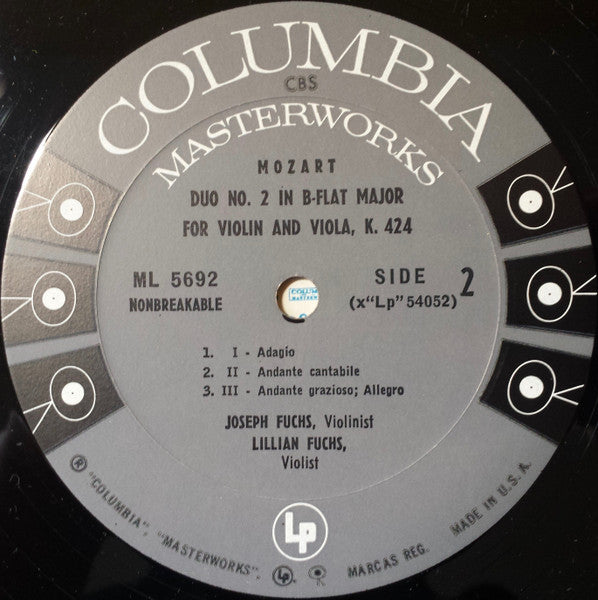 COLUMBIA
CBS
MASTERWORKS
MOZART
DUO NO. 2 IN B-FLAT MAJOR
FOR VIOLIN AND VIOLA, K. 424
ML 5692
NONBREAKABLE
SIDE 2
(x“Lp” 54052)
1. I - Adagio
2. II - Andante cantabile
3. III - Andante grazioso; Allegro
JOSEPH FUCHS, Violinist
LILLIAN FUCHS,
Violist
Lp
® “COLUMBIA”, “MASTERWORKS”, Lp MARCAS REG. MADE IN U. S. A.